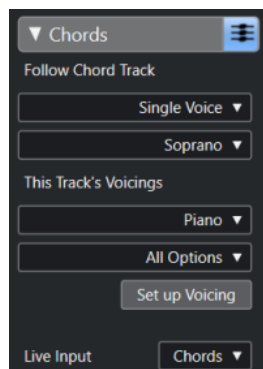 Chords
Follow Chord Track
Single Voice
Soprano
This Track's Voicings
Piano
All Options
Set up Voicing
Live Input Chords